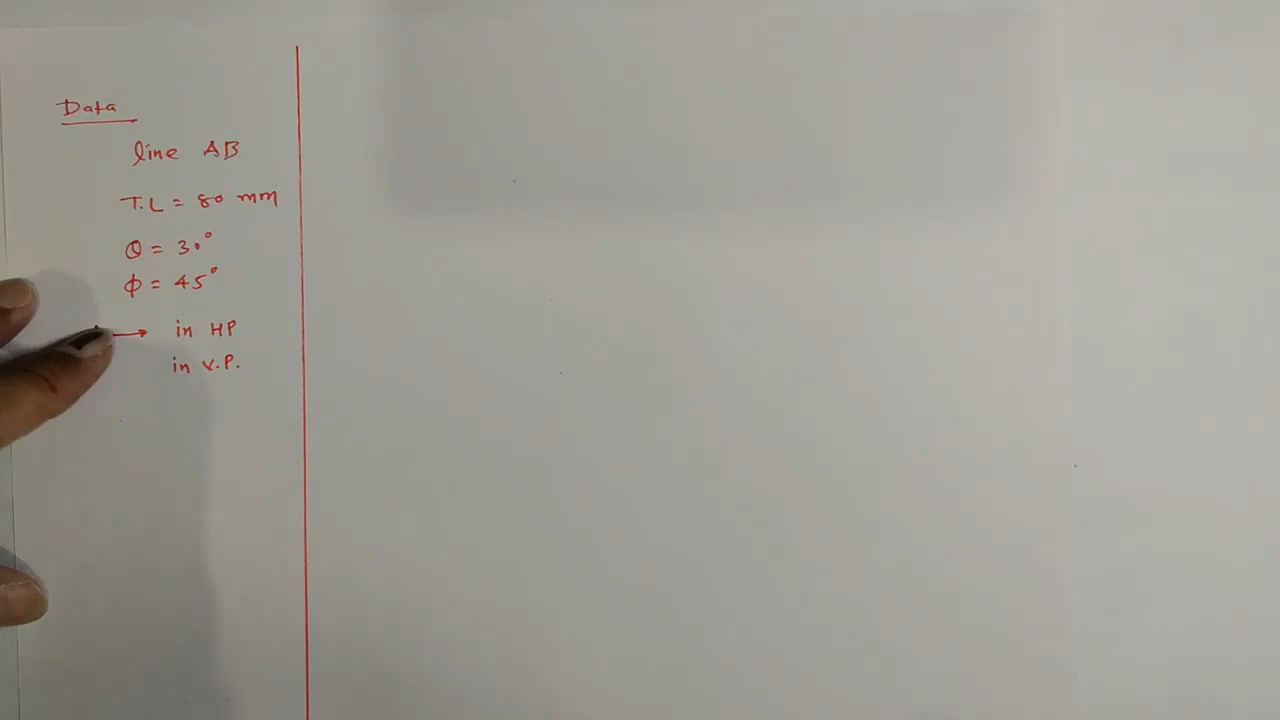 Data
line AB
T.L = 80 mm
θ = 30°
ϕ = 45°
→ in HP
in V.P.